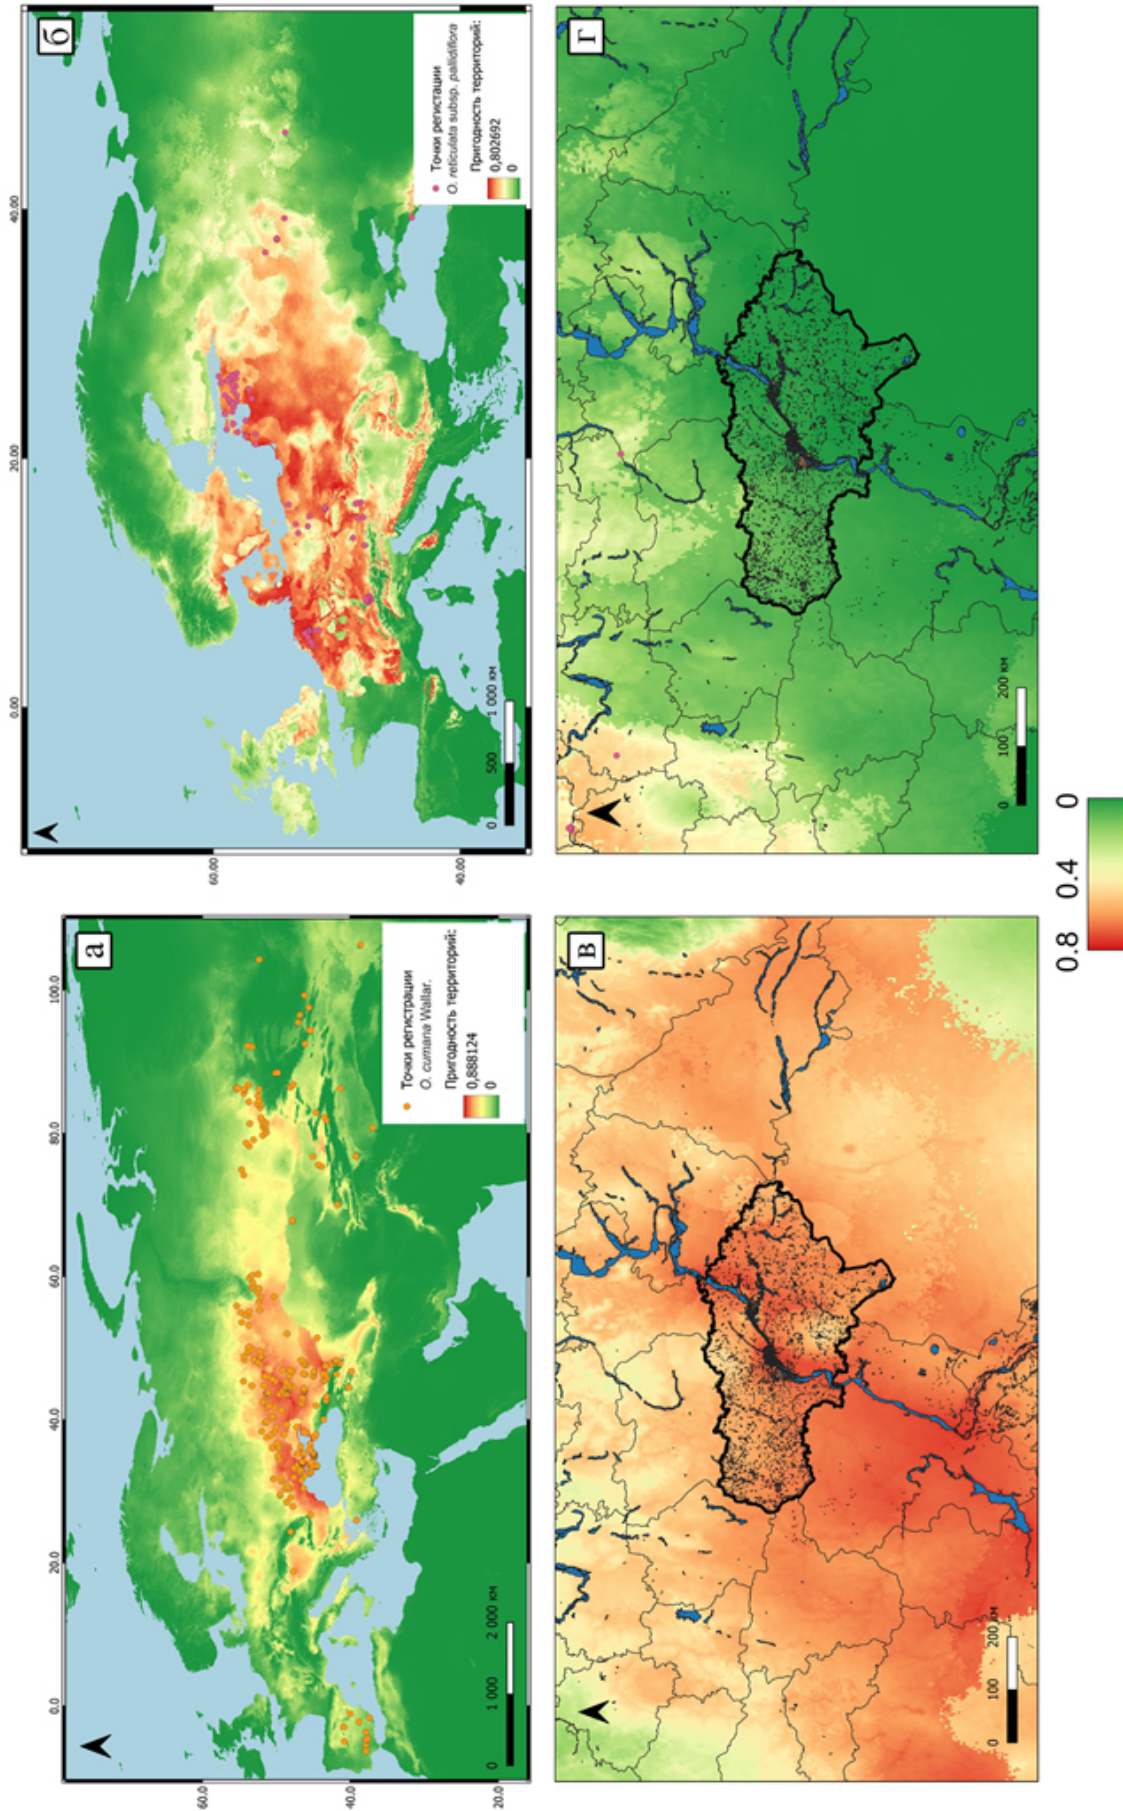 0.0 20.0 40.0 60.0 80.0 100.0
60.0
40.0
20.0
а
Точки регистрации
O. cumana Wallar.
Пригодность территорий:
0,888124
0
0 1 000 2 000 км
0.00 20.00 40.00
60.00
40.00
б
Точки регистации
O. reticulata subsp. pallidiflora
Пригодность территорий:
0,802692
0
0 500 1 000 км
в
0 100 200 км
г
0 100 200 км
0.8 0.4 0